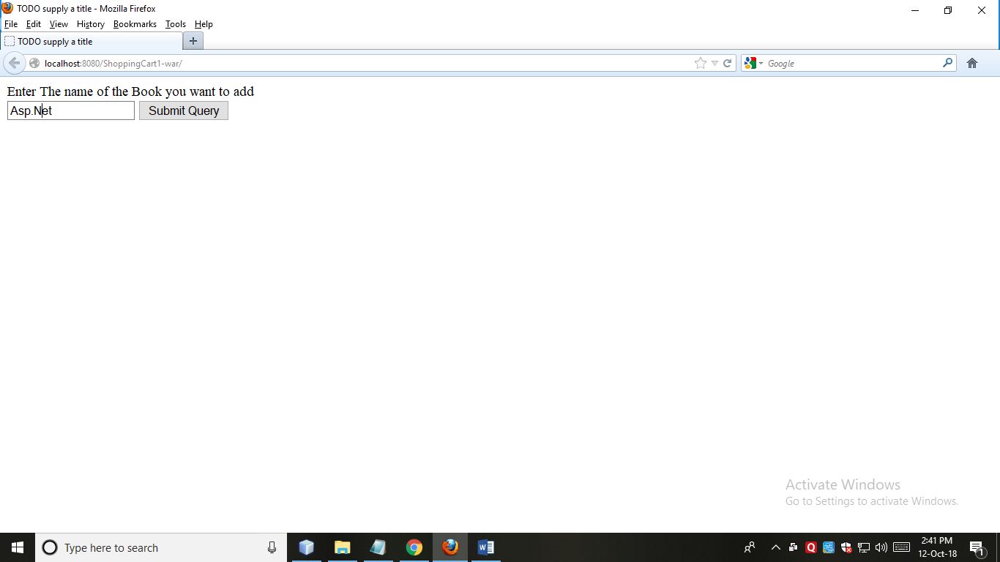 TODO supply a title - Mozilla Firefox
File Edit View History Bookmarks Tools Help
TODO supply a title
localhost:8080/ShoppingCart1-war/
Google
Enter The name of the Book you want to add
Asp.Net Submit Query
Activate Windows
Go to Settings to activate Windows.
Type here to search
2:41 PM
12-Oct-18
1